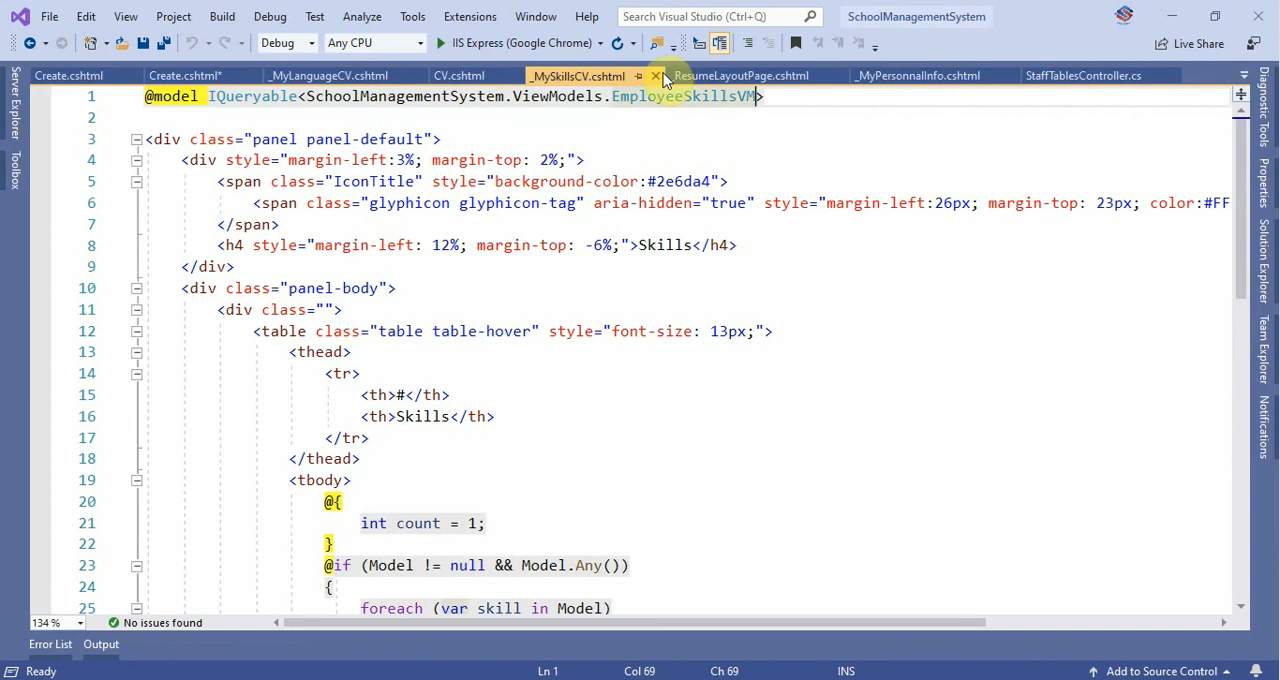 File Edit View Project Build Debug Test Analyze Tools Extensions Window Help Search Visual Studio (Ctrl+Q) SchoolManagementSystem
Debug Any CPU IIS Express (Google Chrome) Live Share
Create.cshtml Create.cshtml* _MyLanguageCV.cshtml CV.cshtml _MySkillsCV.cshtml ResumeLayoutPage.cshtml _MyPersonnalInfo.cshtml StaffTablesController.cs
Server Explorer
Toolbox
1 @model IQueryable<SchoolManagementSystem.ViewModels.EmployeeSkillsVM>
2
3 <div class="panel panel-default">
4 <div style="margin-left:3%; margin-top: 2%;">
5 <span class="IconTitle" style="background-color:#2e6da4">
6 <span class="glyphicon glyphicon-tag" aria-hidden="true" style="margin-left:26px; margin-top: 23px; color:#FF
7 </span>
8 <h4 style="margin-left: 12%; margin-top: -6%;">Skills</h4>
9 </div>
10 <div class="panel-body">
11 <div class="">
12 <table class="table table-hover" style="font-size: 13px;">
13 <thead>
14 <tr>
15 <th>#</th>
16 <th>Skills</th>
17 </tr>
18 </thead>
19 <tbody>
20 @{
21 int count = 1;
22 }
23 @if (Model != null && Model.Any())
24 {
25 foreach (var skill in Model)
Diagnostic Tools
Properties
Solution Explorer
Team Explorer
Notifications
134 % No issues found
Error List Output
Ready Ln 1 Col 69 Ch 69 INS Add to Source Control